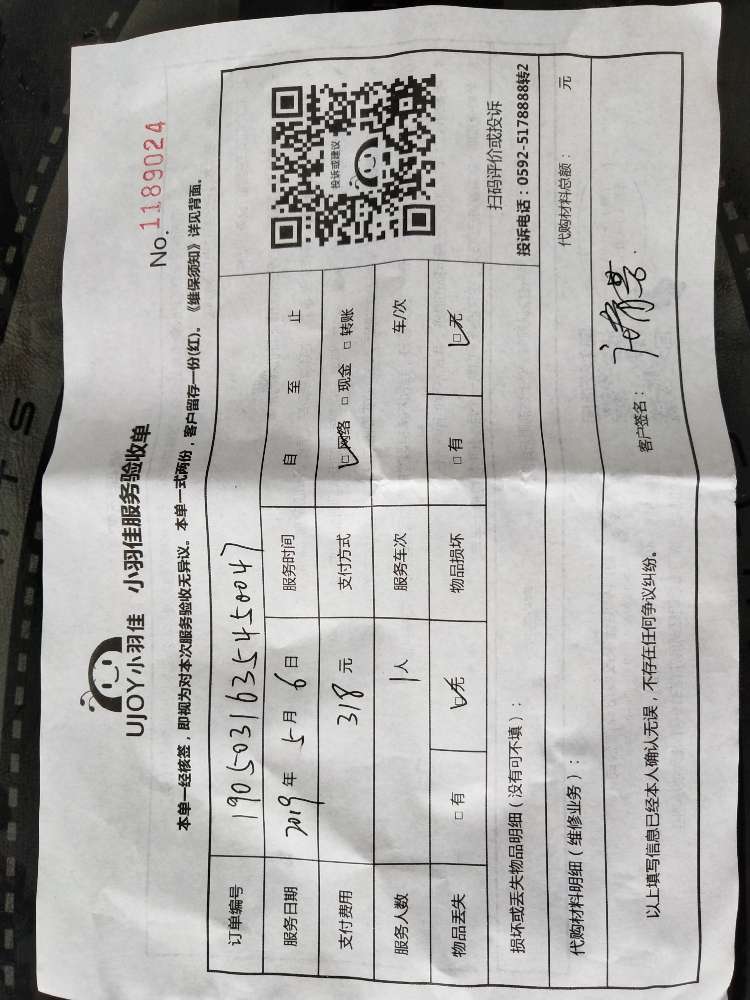 UJOY小羽佳 小羽佳服务验收单
No. 1189024
本单一经核签，即视为对本次服务验收无异议。本单一式两份，客户留存一份(红)。《维保须知》详见背面。
订单编号 19050316354500047
服务日期 2019年 5月 6日 服务时间 自 至 止
支付费用 318 元 支付方式 ☑网络 □现金 □转账
服务人数 1人 服务车次 车/次
物品丢失 □有 ☑无 物品损坏 □有 ☑无
投诉或建议
扫码评价或投诉
投诉电话：0592-5178888转2
损坏或丢失物品明细（没有可不填）：
代购材料明细（维修业务）： 代购材料总额： 元
以上填写信息已经本人确认无误，不存在任何争议纠纷。 客户签名：